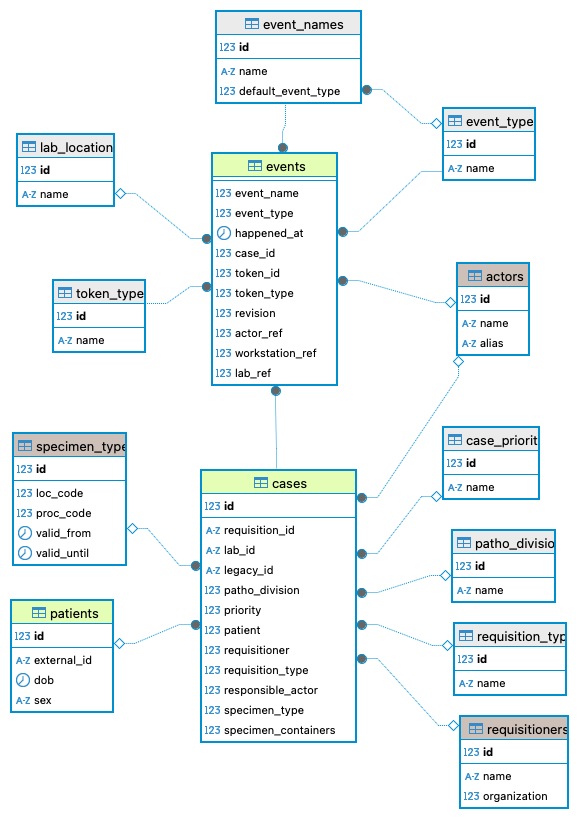 event_names
123 id
A-Z name
123 default_event_type
event_type
123 id
A-Z name
lab_location
123 id
A-Z name
events
123 event_name
123 event_type
happened_at
123 case_id
123 token_id
123 token_type
123 revision
123 actor_ref
123 workstation_ref
123 lab_ref
token_type
123 id
A-Z name
actors
123 id
A-Z name
123 alias
specimen_type
123 id
123 loc_code
123 proc_code
valid_from
valid_until
case_priorit
123 id
A-Z name
cases
123 id
A-Z requisition_id
A-Z lab_id
A-Z legacy_id
123 patho_division
123 priority
123 patient
123 requisitioner
123 requisition_type
123 responsible_actor
123 specimen_type
123 specimen_containers
patho_divisio
123 id
A-Z name
patients
123 id
A-Z external_id
dob
A-Z sex
requisition_typ
123 id
A-Z name
requisitioners
123 id
A-Z name
123 organization